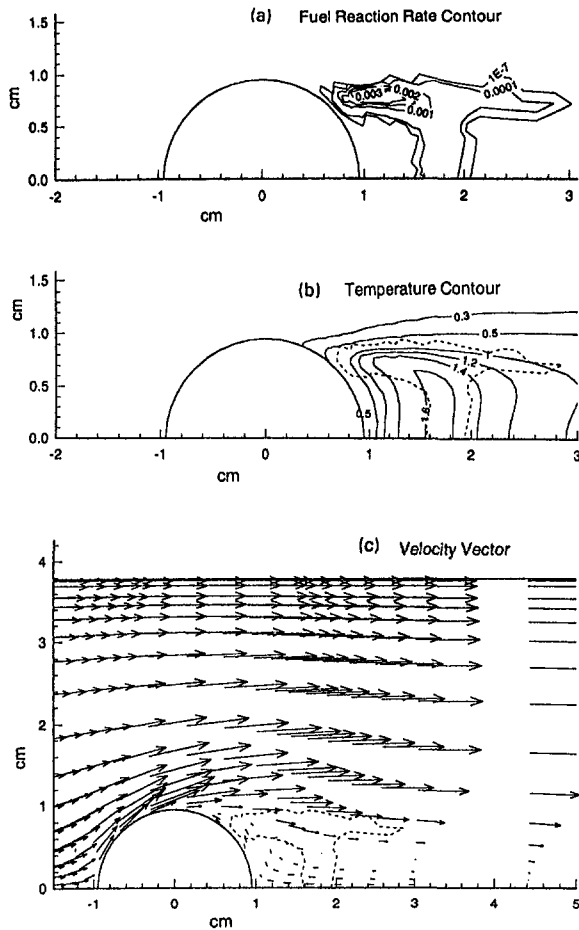 (a) Fuel Reaction Rate Contour
1.5
1.0
0.5
0.0
cm
1E-7
0.0001
0.003
0.002
0.001
-2 -1 0 1 2 3
cm
(b) Temperature Contour
1.5
1.0
0.5
0.0
cm
0.3
0.5
1
1.2
1.4
1.6
0.5
-2 -1 0 1 2 3
cm
(c) Velocity Vector
4
3
2
1
0
cm
-1 0 1 2 3 4 5
cm